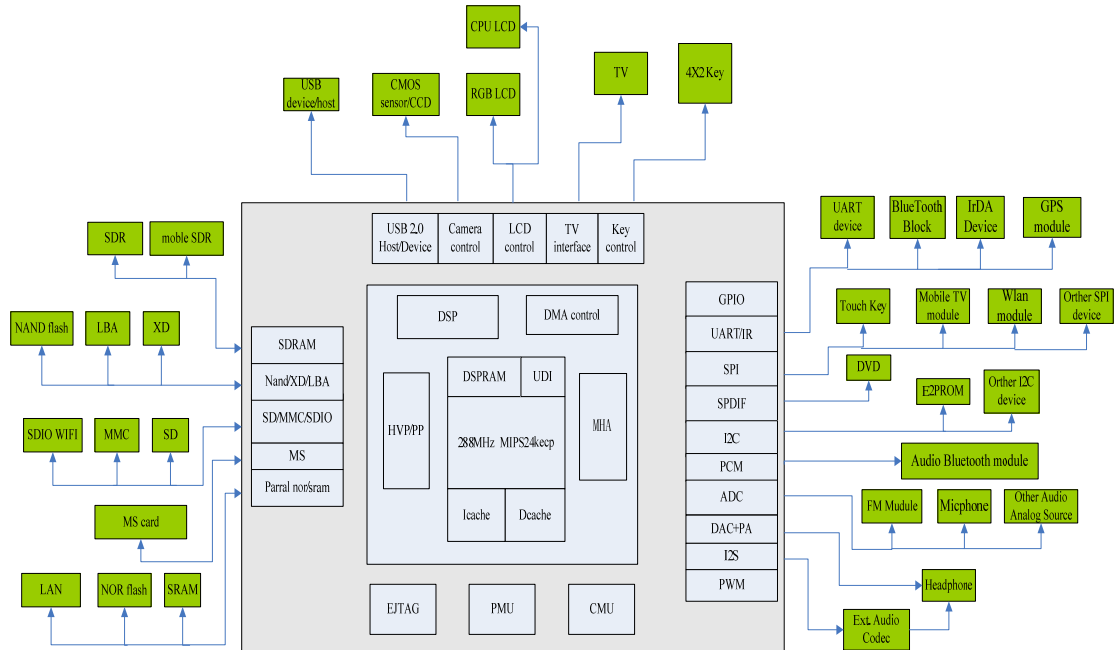 CPU LCD
USB
device/host
CMOS
sensor/CCD
RGB LCD
TV
4X2 Key
SDR
moble SDR
NAND flash
LBA
XD
SDIO WIFI
MMC
SD
MS card
LAN
NOR flash
SRAM
USB 2,0
Host/Device
Camera
control
LCD
control
TV
interface
Key
control
SDRAM
Nand/XD/LBA
SD/MMC/SDIO
MS
Parral nor/sram
DSP
DMA control
DSPRAM
UDI
HVP/PP
288MHz MIPS24kecp
MHA
Icache
Dcache
EJTAG
PMU
CMU
GPIO
UART/IR
SPI
SPDIF
I2C
PCM
ADC
DAC+PA
I2S
PWM
UART
device
BlueTooth
Block
IrDA
Device
GPS
module
Touch Key
Mobile TV
module
Wlan
module
Orther SPI
device
DVD
E2PROM
Orther I2C
device
Audio Bluetooth module
FM Mudule
Micphone
Other Audio
Analog Source
Headphone
Ext. Audio
Codec